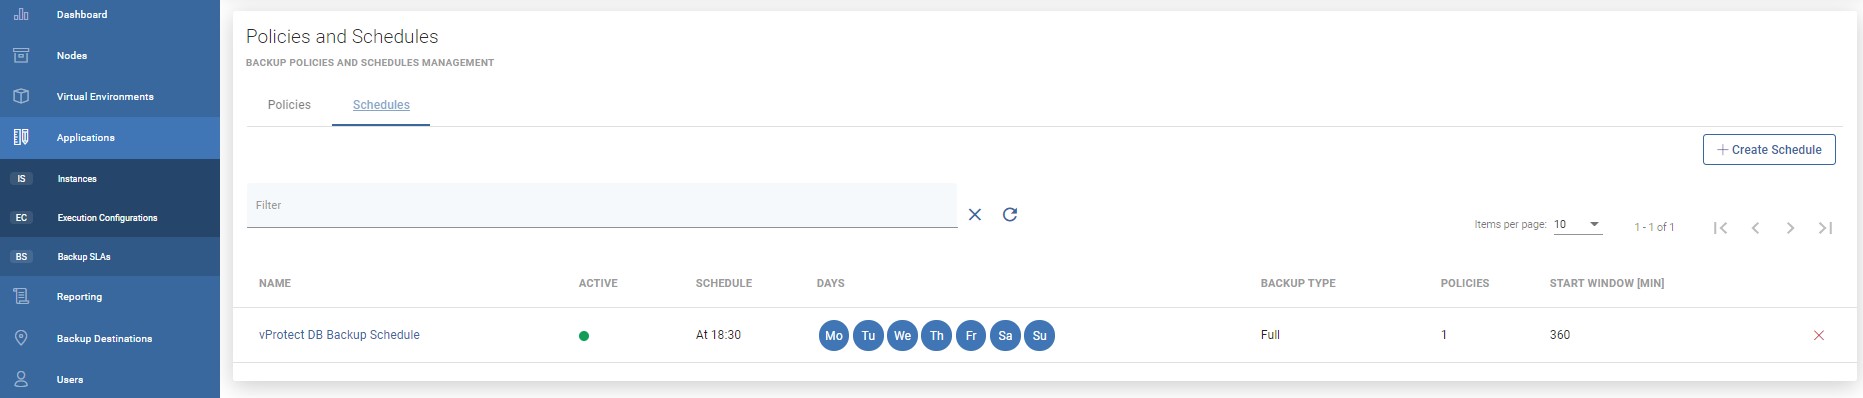 Dashboard
Nodes
Virtual Environments
Applications
IS Instances
EC Execution Configurations
BS Backup SLAs
Reporting
Backup Destinations
Users
Policies and Schedules
BACKUP POLICIES AND SCHEDULES MANAGEMENT
Policies Schedules
Create Schedule
Filter
Items per page: 10 1 - 1 of 1
NAME ACTIVE SCHEDULE DAYS BACKUP TYPE POLICIES START WINDOW [MIN]
vProtect DB Backup Schedule At 18:30 Mo Tu We Th Fr Sa Su Full 1 360